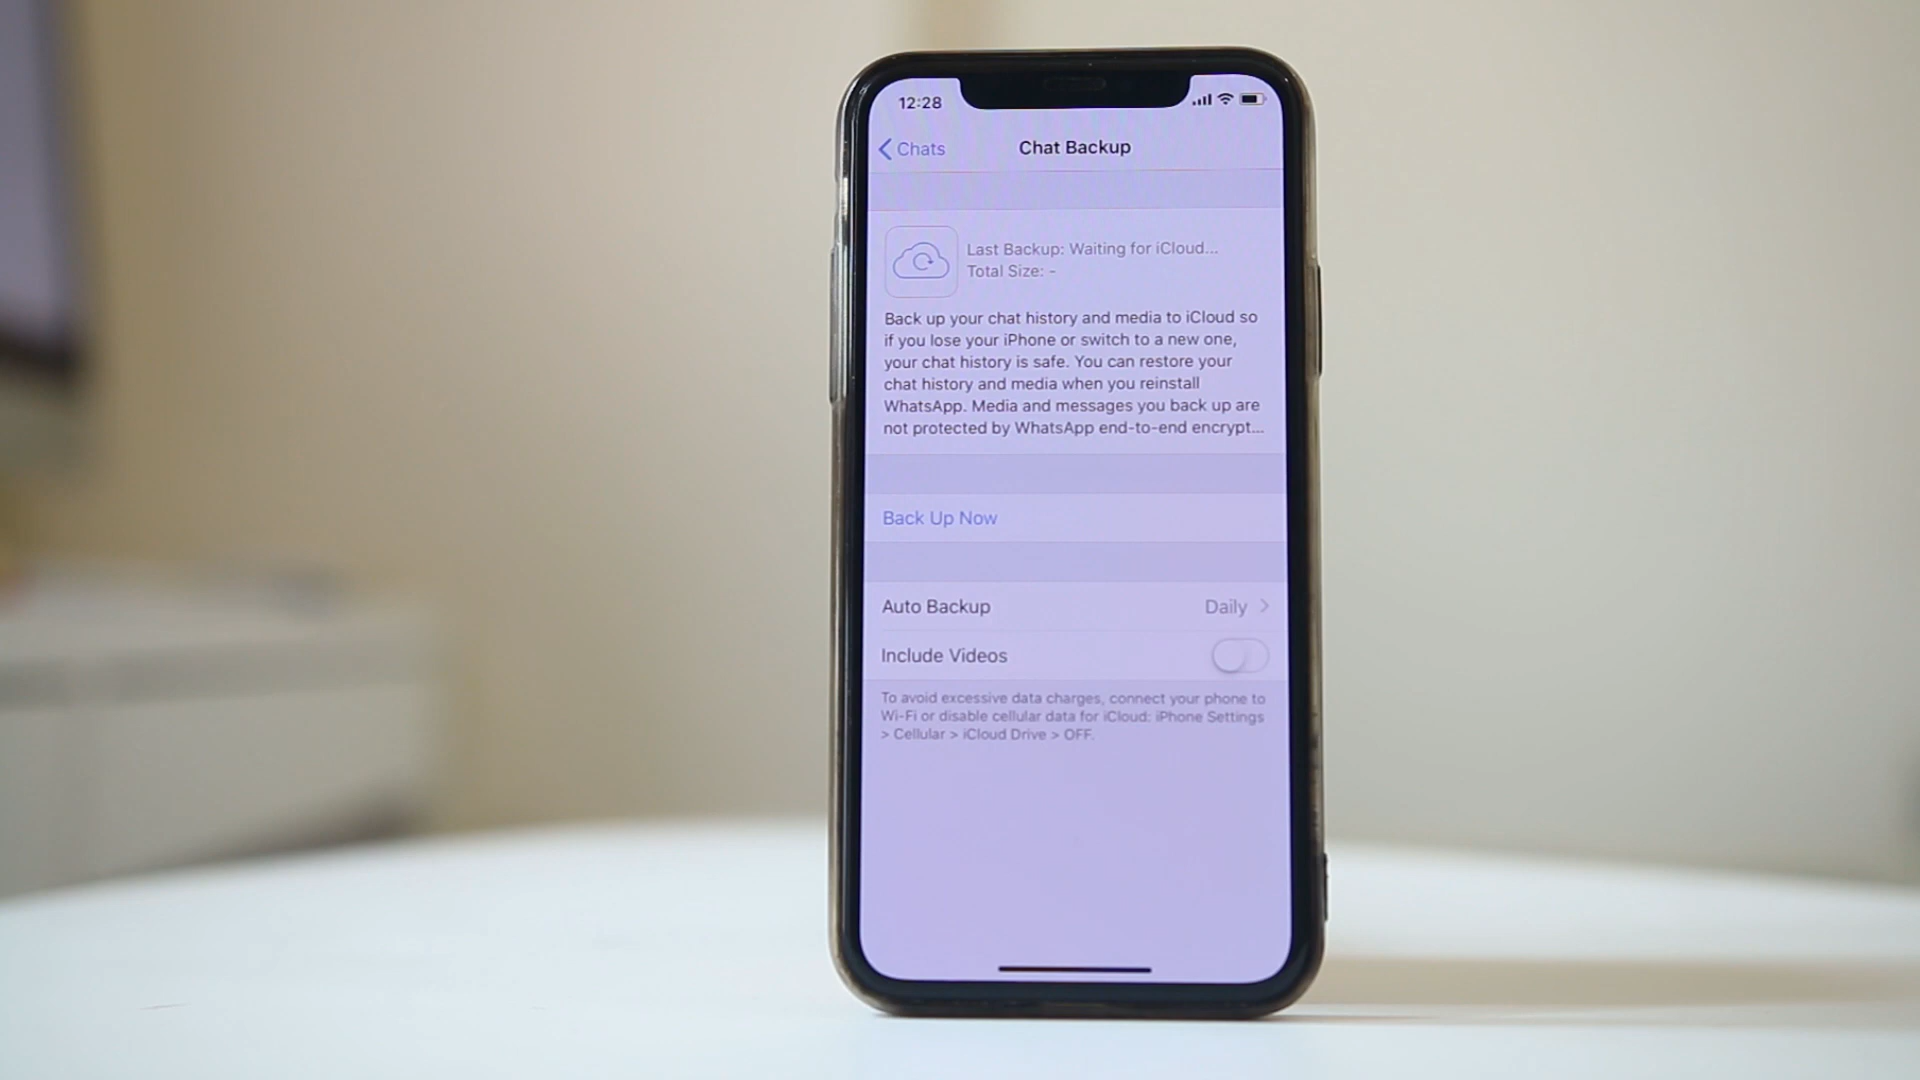 12:28
Chats
Chat Backup
Last Backup: Waiting for iCloud...
Total Size: -
Back up your chat history and media to iCloud so
if you lose your iPhone or switch to a new one,
your chat history is safe. You can restore your
chat history and media when you reinstall
WhatsApp. Media and messages you back up are
not protected by WhatsApp end-to-end encrypt...
Back Up Now
Auto Backup Daily
Include Videos
To avoid excessive data charges, connect your phone to
Wi-Fi or disable cellular data for iCloud: iPhone Settings
> Cellular > iCloud Drive > OFF.